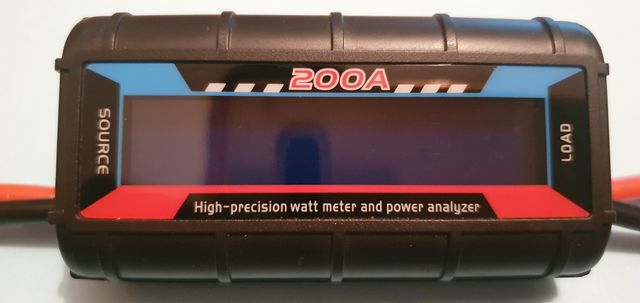 200A
SOURCE
LOAD
High-precision watt meter and power analyzer